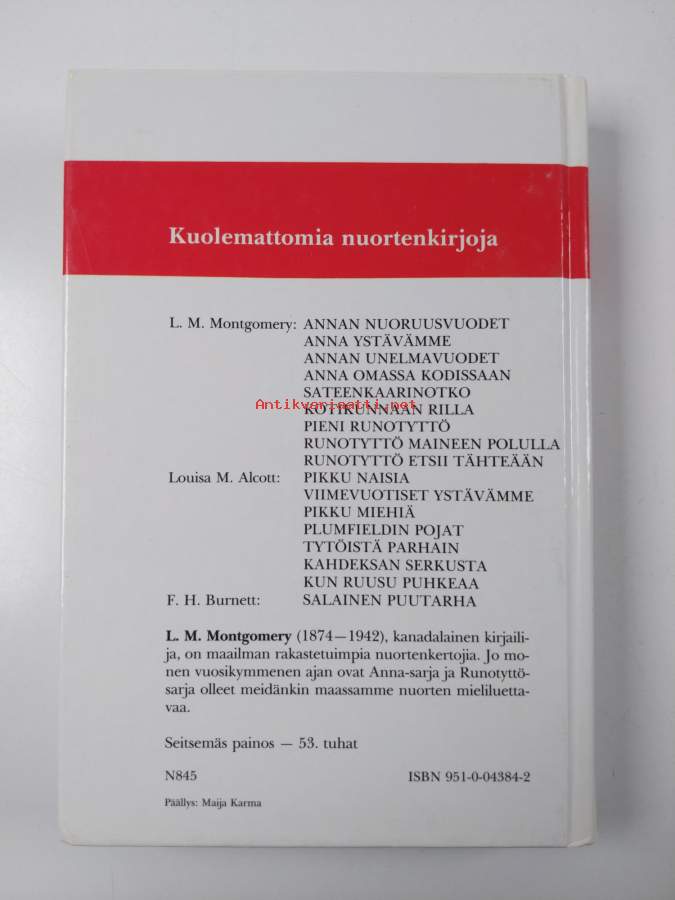 Kuolemattomia nuortenkirjoja
L. M. Montgomery: ANNAN NUORUUSVUODET
ANNA YSTÄVÄMME
ANNAN UNELMAVUODET
ANNA OMASSA KODISSAAN
SATEENKAARINOTKO
Antikvariaatti.net
KOTIKUNNAAN RILLA
PIENI RUNOTYTTÖ
RUNOTYTTÖ MAINEEN POLULLA
RUNOTYTTÖ ETSII TÄHTEÄÄN
Louisa M. Alcott: PIKKU NAISIA
VIIMEVUOTISET YSTÄVÄMME
PIKKU MIEHIÄ
PLUMFIELDIN POJAT
TYTÖISTÄ PARHAIN
KAHDEKSAN SERKUSTA
KUN RUUSU PUHKEAA
F. H. Burnett: SALAINEN PUUTARHA
L. M. Montgomery (1874—1942), kanadalainen kirjaili-
ja, on maailman rakastetuimpia nuortenkertojia. Jo mo-
nen vuosikymmenen ajan ovat Anna-sarja ja Runotyttö-
sarja olleet meidänkin maassamme nuorten mieliluetta-
vaa.
Seitsemäs painos — 53. tuhat
N845 ISBN 951-0-04384-2
Päällys: Maija Karma